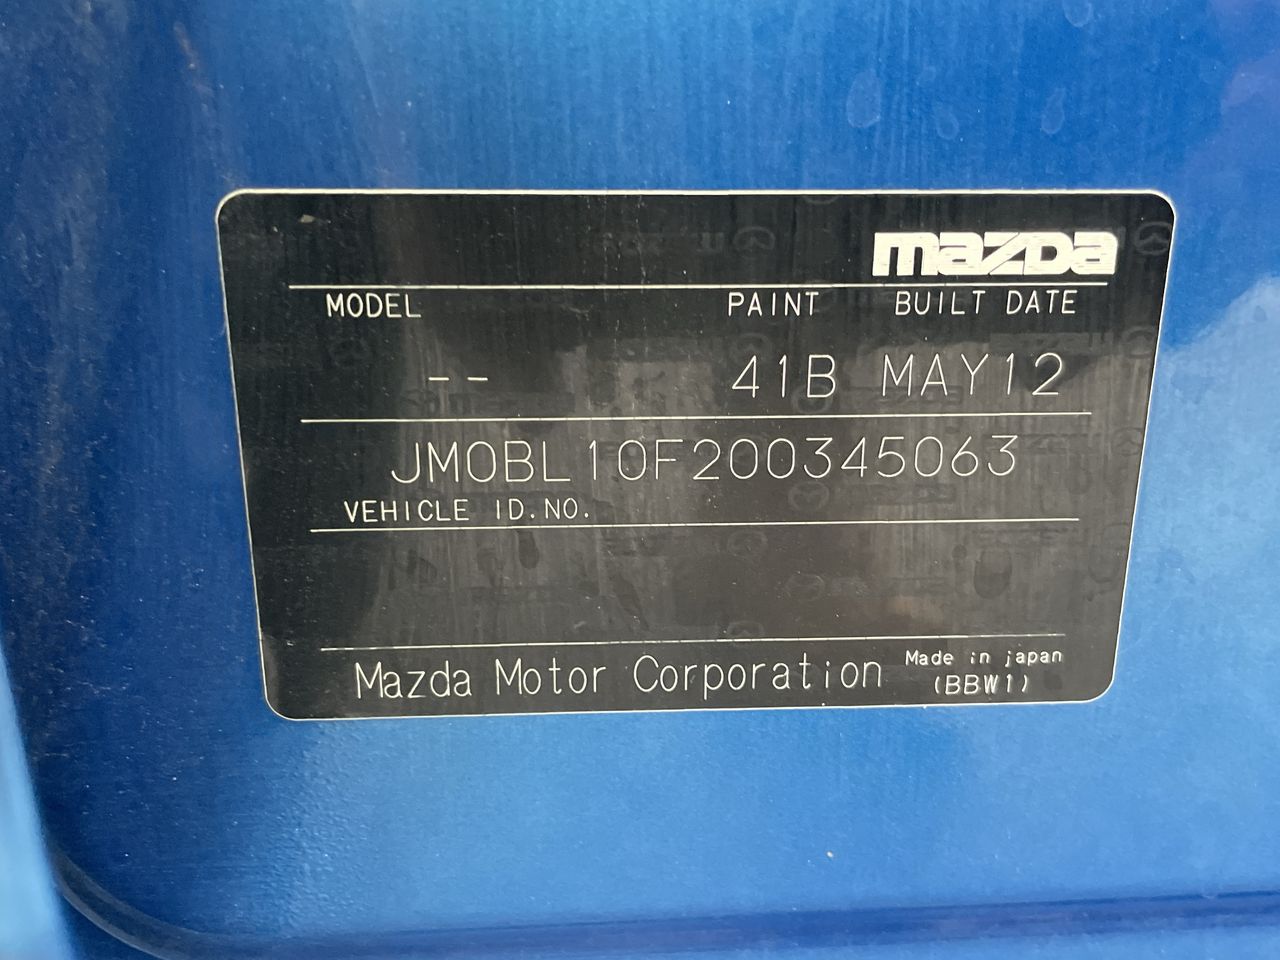 mazda
MODEL PAINT BUILT DATE
-- 41B MAY12
JM0BL10F200345063
VEHICLE ID.NO.
Mazda Motor Corporation
Made in japan
(BBW1)